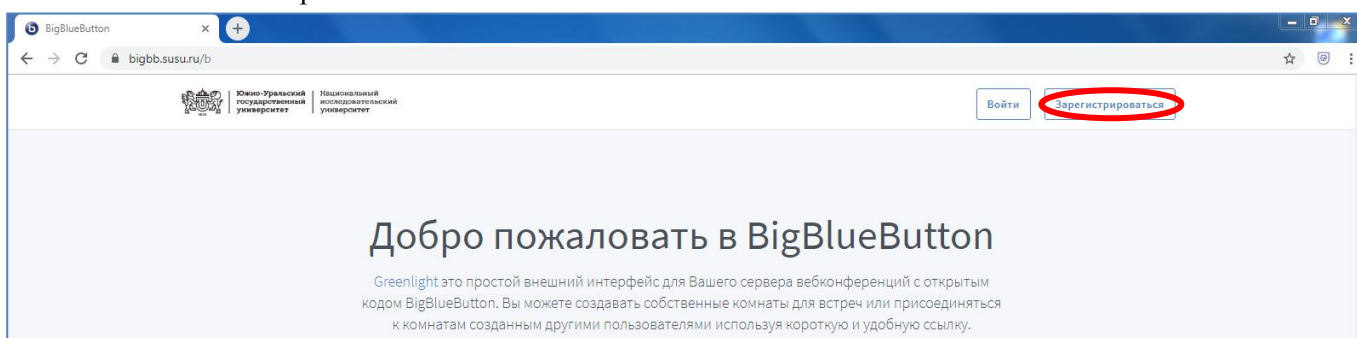 BigBlueButton
bigbb.susu.ru/b
Южно-Уральский
государственный
университет
Национальный
исследовательский
университет
Войти
Зарегистрироваться
Добро пожаловать в BigBlueButton
Greenlight это простой внешний интерфейс для Вашего сервера вебконференций с открытым
кодом BigBlueButton. Вы можете создавать собственные комнаты для встреч или присоединяться
к комнатам созданным другими пользователями используя короткую и удобную ссылку.